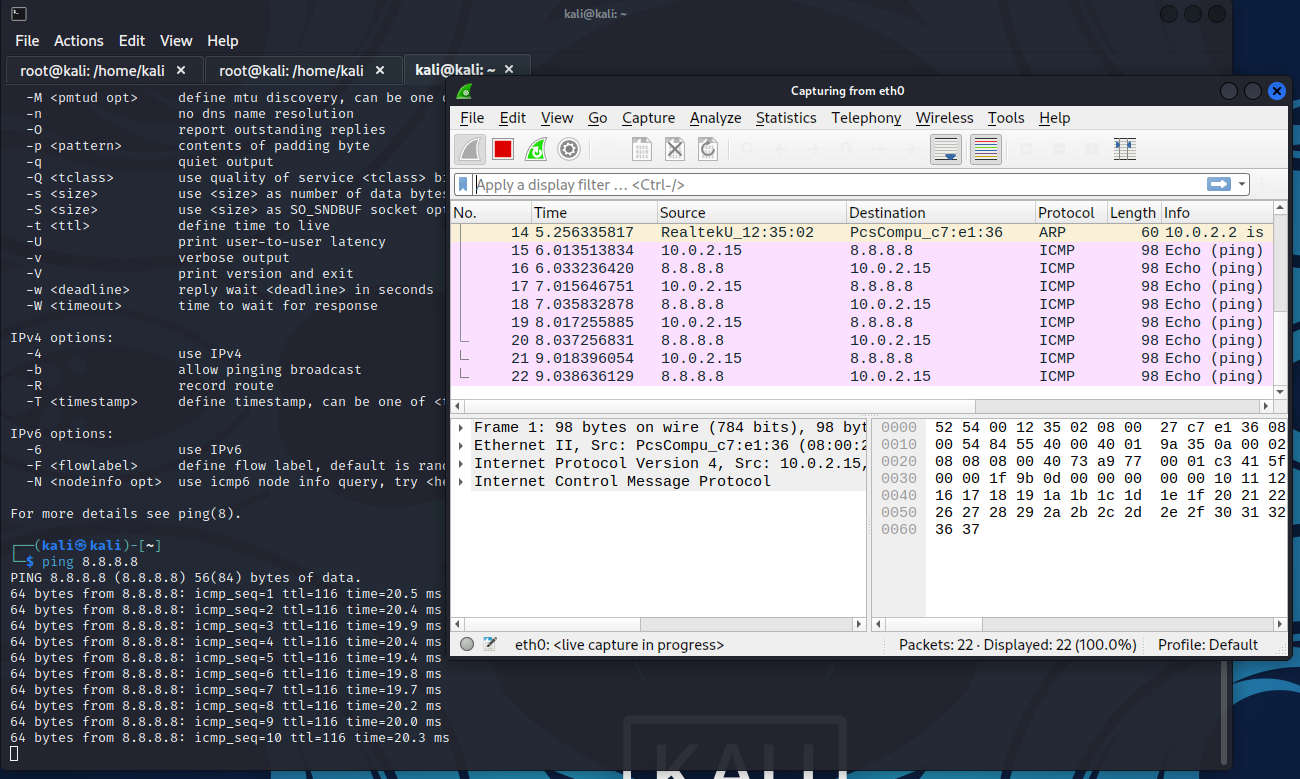 kali@kali: ~
File Actions Edit View Help
root@kali: /home/kali × root@kali: /home/kali × kali@kali: ~ ×
-M <pmtud opt> define mtu discovery, can be one
-n no dns name resolution
-O report outstanding replies
-p <pattern> contents of padding byte
-q quiet output
-Q <tclass> use quality of service <tclass> bi
-s <size> use <size> as number of data bytes
-S <size> use <size> as SO_SNDBUF socket opt
-t <ttl> define time to live
-U print user-to-user latency
-v verbose output
-V print version and exit
-w <deadline> reply wait <deadline> in seconds
-W <timeout> time to wait for response
IPv4 options:
-4 use IPv4
-b allow pinging broadcast
-R record route
-T <timestamp> define timestamp, can be one of <t
IPv6 options:
-6 use IPv6
-F <flowlabel> define flow label, default is ran
-N <nodeinfo opt> use icmp6 node info query, try <he
For more details see ping(8).
┌──(kali㉿kali)-[~]
└─$ ping 8.8.8.8
PING 8.8.8.8 (8.8.8.8) 56(84) bytes of data.
64 bytes from 8.8.8.8: icmp_seq=1 ttl=116 time=20.5 ms
64 bytes from 8.8.8.8: icmp_seq=2 ttl=116 time=20.4 ms
64 bytes from 8.8.8.8: icmp_seq=3 ttl=116 time=19.9 ms
64 bytes from 8.8.8.8: icmp_seq=4 ttl=116 time=20.4 ms
64 bytes from 8.8.8.8: icmp_seq=5 ttl=116 time=19.4 ms
64 bytes from 8.8.8.8: icmp_seq=6 ttl=116 time=19.8 ms
64 bytes from 8.8.8.8: icmp_seq=7 ttl=116 time=19.7 ms
64 bytes from 8.8.8.8: icmp_seq=8 ttl=116 time=20.2 ms
64 bytes from 8.8.8.8: icmp_seq=9 ttl=116 time=20.0 ms
64 bytes from 8.8.8.8: icmp_seq=10 ttl=116 time=20.3 ms
Capturing from eth0
File Edit View Go Capture Analyze Statistics Telephony Wireless Tools Help
Apply a display filter … <Ctrl-/>
No. Time Source Destination Protocol Length Info
14 5.256335817 RealtekU_12:35:02 PcsCompu_c7:e1:36 ARP 60 10.0.2.2 is
15 6.013513834 10.0.2.15 8.8.8.8 ICMP 98 Echo (ping)
16 6.033236420 8.8.8.8 10.0.2.15 ICMP 98 Echo (ping)
17 7.015646751 10.0.2.15 8.8.8.8 ICMP 98 Echo (ping)
18 7.035832878 8.8.8.8 10.0.2.15 ICMP 98 Echo (ping)
19 8.017255885 10.0.2.15 8.8.8.8 ICMP 98 Echo (ping)
20 8.037256831 8.8.8.8 10.0.2.15 ICMP 98 Echo (ping)
21 9.018396054 10.0.2.15 8.8.8.8 ICMP 98 Echo (ping)
22 9.038636129 8.8.8.8 10.0.2.15 ICMP 98 Echo (ping)
Frame 1: 98 bytes on wire (784 bits), 98 byt
Ethernet II, Src: PcsCompu_c7:e1:36 (08:00:2
Internet Protocol Version 4, Src: 10.0.2.15,
Internet Control Message Protocol
0000 52 54 00 12 35 02 08 00 27 c7 e1 36 08
0010 00 54 84 55 40 00 40 01 9a 35 0a 00 02
0020 08 08 08 00 40 73 a9 77 00 01 c3 41 5f
0030 00 00 1f 9b 0d 00 00 00 00 00 10 11 12
0040 16 17 18 19 1a 1b 1c 1d 1e 1f 20 21 22
0050 26 27 28 29 2a 2b 2c 2d 2e 2f 30 31 32
0060 36 37
eth0: <live capture in progress> Packets: 22 · Displayed: 22 (100.0%) Profile: Default
KALI